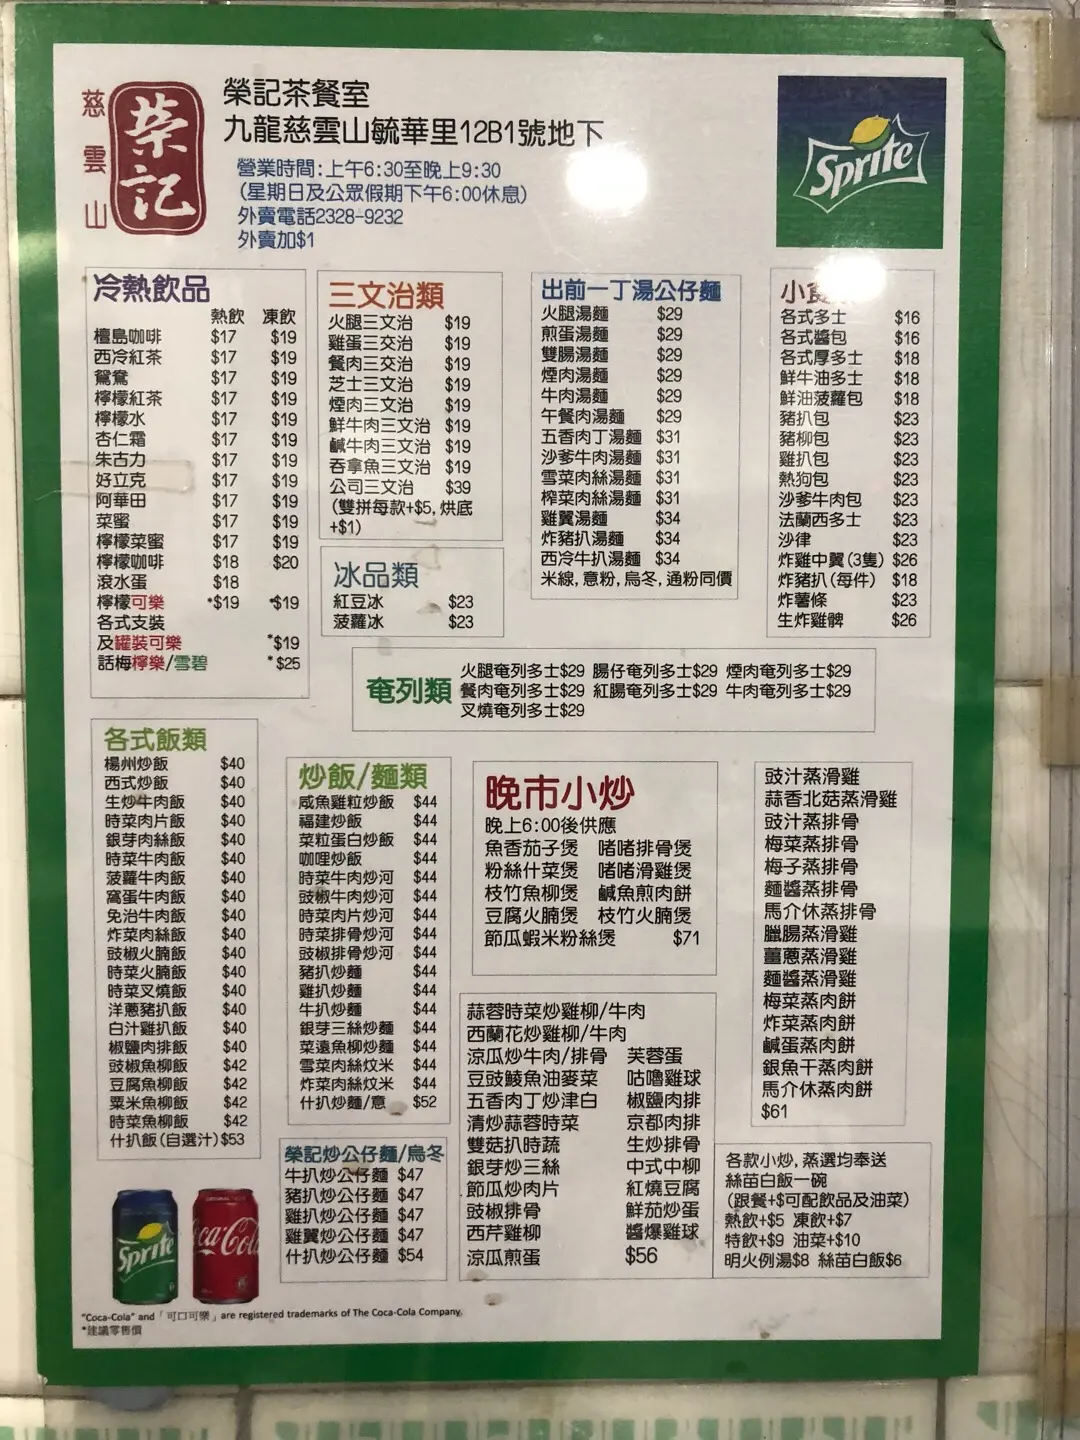 慈雲山
榮記
榮記茶餐室
九龍慈雲山毓華里12B1號地下
營業時間:上午6:30至晚上9:30
(星期日及公眾假期下午6:00休息)
外賣電話2328-9232
外賣加$1
Sprite
冷熱飲品
熱飲 凍飲
檀島咖啡 $17 $19
西冷紅茶 $17 $19
鴛鴦 $17 $19
檸檬紅茶 $17 $19
檸檬水 $17 $19
杏仁霜 $17 $19
朱古力 $17 $19
好立克 $17 $19
阿華田 $17 $19
菜蜜 $17 $19
檸檬菜蜜 $17 $19
檸檬咖啡 $18 $20
滾水蛋 $18
檸檬可樂 *$19 *$19
各式支裝
及罐裝可樂 *$19
話梅檸樂/雪碧 *$25
三文治類
火腿三文治 $19
雞蛋三交治 $19
餐肉三交治 $19
芝士三文治 $19
煙肉三文治 $19
鮮牛肉三文治 $19
鹹牛肉三文治 $19
吞拿魚三文治 $19
公司三文治 $39
(雙拼每款+$5,烘底
+$1)
冰品類
紅豆冰 $23
菠蘿冰 $23
出前一丁湯公仔麵
火腿湯麵 $29
煎蛋湯麵 $29
雙腸湯麵 $29
煙肉湯麵 $29
牛肉湯麵 $29
午餐肉湯麵 $29
五香肉丁湯麵 $31
沙爹牛肉湯麵 $31
雪菜肉絲湯麵 $31
榨菜肉絲湯麵 $31
雞翼湯麵 $34
炸豬扒湯麵 $34
西冷牛扒湯麵 $34
米線,意粉,烏冬,通粉同價
小食
各式多士 $16
各式醬包 $16
各式厚多士 $18
鮮牛油多士 $18
鮮油菠蘿包 $18
豬扒包 $23
豬柳包 $23
雞扒包 $23
熱狗包 $23
沙爹牛肉包 $23
法蘭西多士 $23
沙律 $23
炸雞中翼(3隻) $26
炸豬扒(每件) $18
炸薯條 $23
生炸雞髀 $26
奄列類
火腿奄列多士$29 腸仔奄列多士$29 煙肉奄列多士$29
餐肉奄列多士$29 紅腸奄列多士$29 牛肉奄列多士$29
叉燒奄列多士$29
各式飯類
楊州炒飯 $40
西式炒飯 $40
生炒牛肉飯 $40
時菜肉片飯 $40
銀芽肉絲飯 $40
時菜牛肉飯 $40
菠蘿牛肉飯 $40
窩蛋牛肉飯 $40
免治牛肉飯 $40
炸菜肉絲飯 $40
豉椒火腩飯 $40
時菜火腩飯 $40
時菜叉燒飯 $40
洋蔥豬扒飯 $40
白汁雞扒飯 $40
椒鹽肉排飯 $40
豉椒魚柳飯 $42
豆腐魚柳飯 $42
粟米魚柳飯 $42
時菜魚柳飯 $42
什扒飯(自選汁)$53
炒飯/麵類
咸魚雞粒炒飯 $44
福建炒飯 $44
菜粒蛋白炒飯 $44
咖哩炒飯 $44
時菜牛肉炒河 $44
豉椒牛肉炒河 $44
時菜肉片炒河 $44
時菜排骨炒河 $44
豉椒排骨炒河 $44
豬扒炒麵 $44
雞扒炒麵 $44
牛扒炒麵 $44
銀芽三絲炒麵 $44
菜遠魚柳炒麵 $44
雪菜肉絲炆米 $44
炸菜肉絲炆米 $44
什扒炒麵/意 $52
榮記炒公仔麵/烏冬
牛扒炒公仔麵 $47
豬扒炒公仔麵 $47
雞扒炒公仔麵 $47
雞翼炒公仔麵 $47
什扒炒公仔麵 $54
晚市小炒
晚上6:00後供應
魚香茄子煲 啫啫排骨煲
粉絲什菜煲 啫啫滑雞煲
枝竹魚柳煲 鹹魚煎肉餅
豆腐火腩煲 枝竹火腩煲
節瓜蝦米粉絲煲 $71
蒜蓉時菜炒雞柳/牛肉
西蘭花炒雞柳/牛肉
涼瓜炒牛肉/排骨 芙蓉蛋
豆豉鯪魚油麥菜 咕嚕雞球
五香肉丁炒津白 椒鹽肉排
清炒蒜蓉時菜 京都肉排
雙菇扒時蔬 生炒排骨
銀芽炒三絲 中式中柳
節瓜炒肉片 紅燒豆腐
豉椒排骨 鮮茄炒蛋
西芹雞柳 醬爆雞球
涼瓜煎蛋 $56
豉汁蒸滑雞
蒜香北菇蒸滑雞
豉汁蒸排骨
梅菜蒸排骨
梅子蒸排骨
麵醬蒸排骨
馬介休蒸排骨
臘腸蒸滑雞
薑蔥蒸滑雞
麵醬蒸滑雞
梅菜蒸肉餅
炸菜蒸肉餅
鹹蛋蒸肉餅
銀魚干蒸肉餅
馬介休蒸肉餅
$61
各款小炒,蒸選均奉送
絲苗白飯一碗
(跟餐+$可配飲品及油菜)
熱飲+$5 凍飲+$7
特飲+$9 油菜+$10
明火例湯$8 絲苗白飯$6
Sprite
Coca-Cola
"Coca-Cola" and「可口可樂」are registered trademarks of The Coca-Cola Company.
*建議零售價